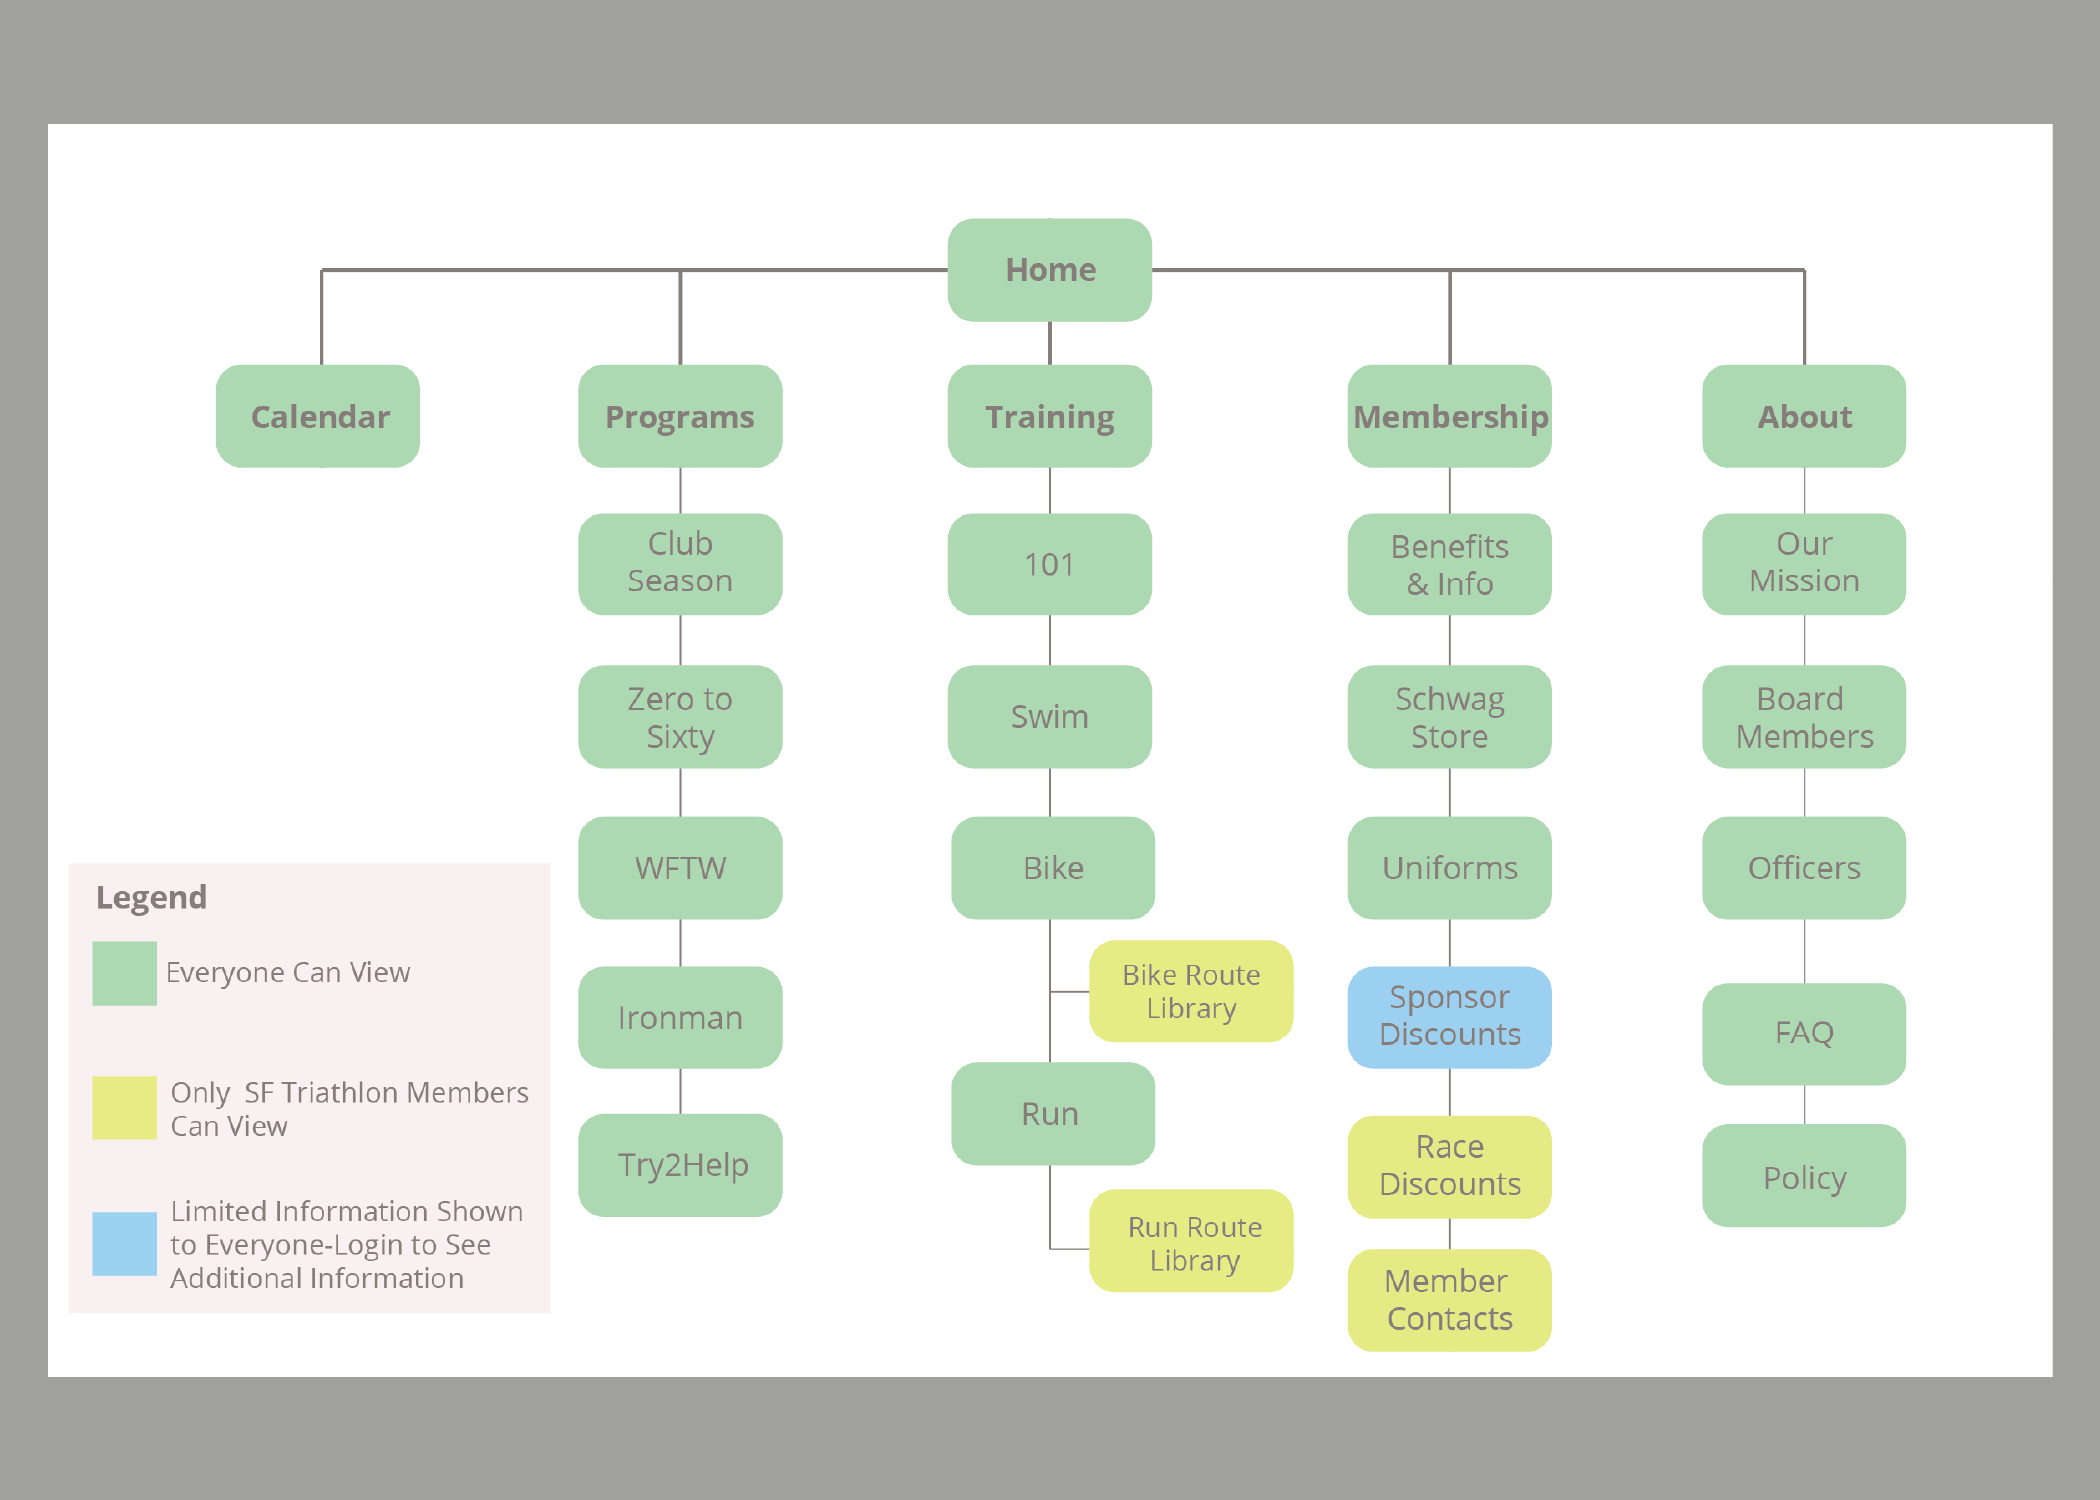 Home
Calendar
Programs
Training
Membership
About
Club
Season
Zero to
Sixty
WFTW
Ironman
Try2Help
101
Swim
Bike
Bike Route
Library
Run
Run Route
Library
Benefits
& Info
Schwag
Store
Uniforms
Sponsor
Discounts
Race
Discounts
Member
Contacts
Our
Mission
Board
Members
Officers
FAQ
Policy
Legend
Everyone Can View
Only  SF Triathlon Members
Can View
Limited Information Shown
to Everyone-Login to See
Additional Information